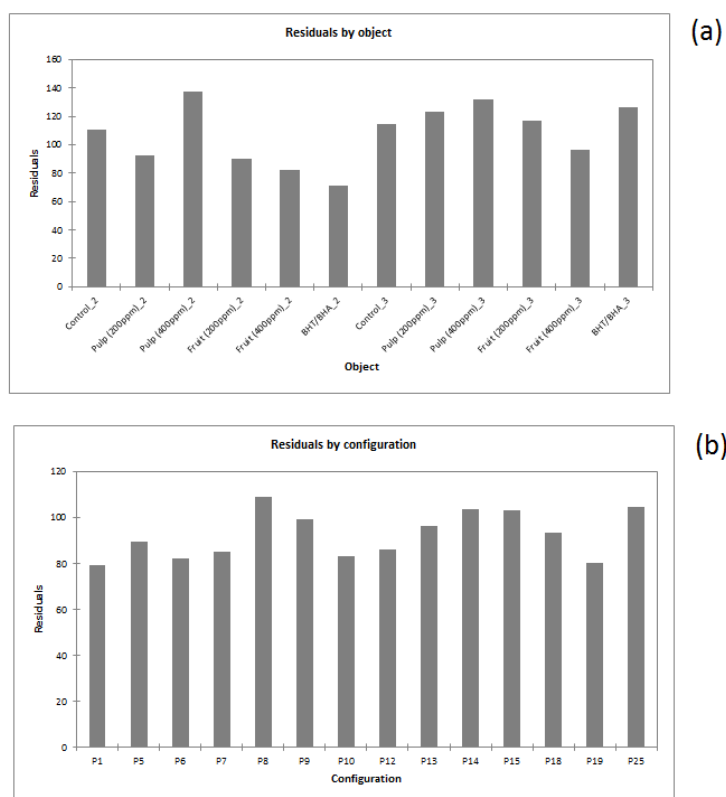 (a)
Residuals by object
160
140
120
100
80
60
40
20
0
Residuals
Control_2
Pulp (200ppm)_2
Pulp (400ppm)_2
Fruit (200ppm)_2
Fruit (400ppm)_2
BHT/BHA_2
Control_3
Pulp (200ppm)_3
Pulp (400ppm)_3
Fruit (200ppm)_3
Fruit (400ppm)_3
BHT/BHA_3
Object
(b)
Residuals by configuration
120
100
80
60
40
20
0
Residuals
P1 P5 P6 P7 P8 P9 P10 P12 P13 P14 P15 P18 P19 P25
Configuration